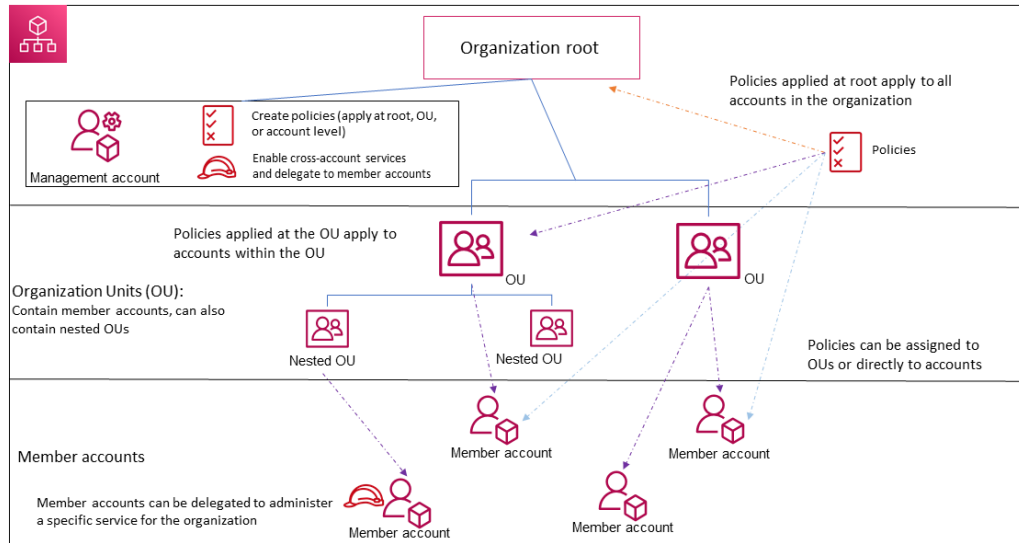 Organization root
Policies applied at root apply to all
accounts in the organization
Create policies (apply at root, OU,
or account level)
Enable cross-account services
and delegate to member accounts
Management account
Policies
Policies applied at the OU apply to
accounts within the OU
OU
OU
Organization Units (OU):
Contain member accounts, can also
contain nested OUs
Nested OU
Nested OU
Policies can be assigned to
OUs or directly to accounts
Member account
Member account
Member accounts
Member accounts can be delegated to administer
a specific service for the organization
Member account
Member account